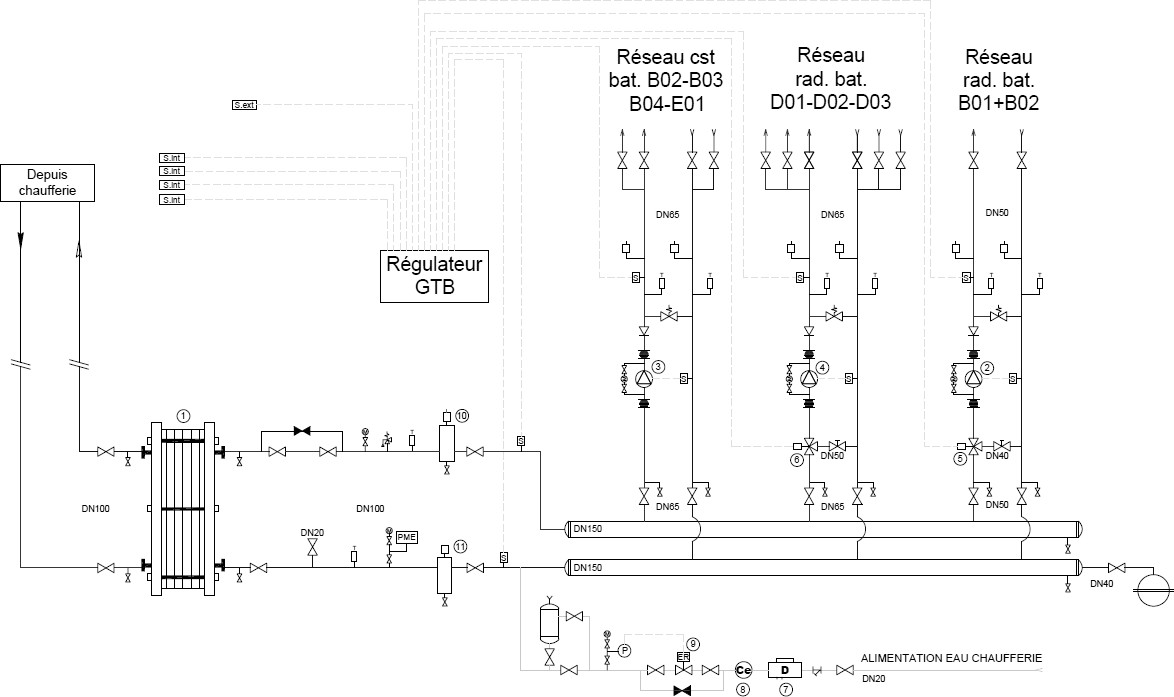 Réseau cst
bat. B02-B03
B04-E01
Réseau
rad. bat.
D01-D02-D03
Réseau
rad. bat.
B01+B02
S.ext
S.int
S.int
S.int
S.int
Depuis
chaufferie
Régulateur
GTB
DN65
DN65
DN50
S
T
T
S
T
T
S
T
T
3
S
4
S
2
S
1
M
T
10
S
6
DN50
5
DN40
DN100
DN100
DN65
DN65
DN50
DN20
T
M
PME
11
S
DN150
DN150
DN40
M
P
9
ER
Ce
8
D
7
ALIMENTATION EAU CHAUFFERIE
DN20